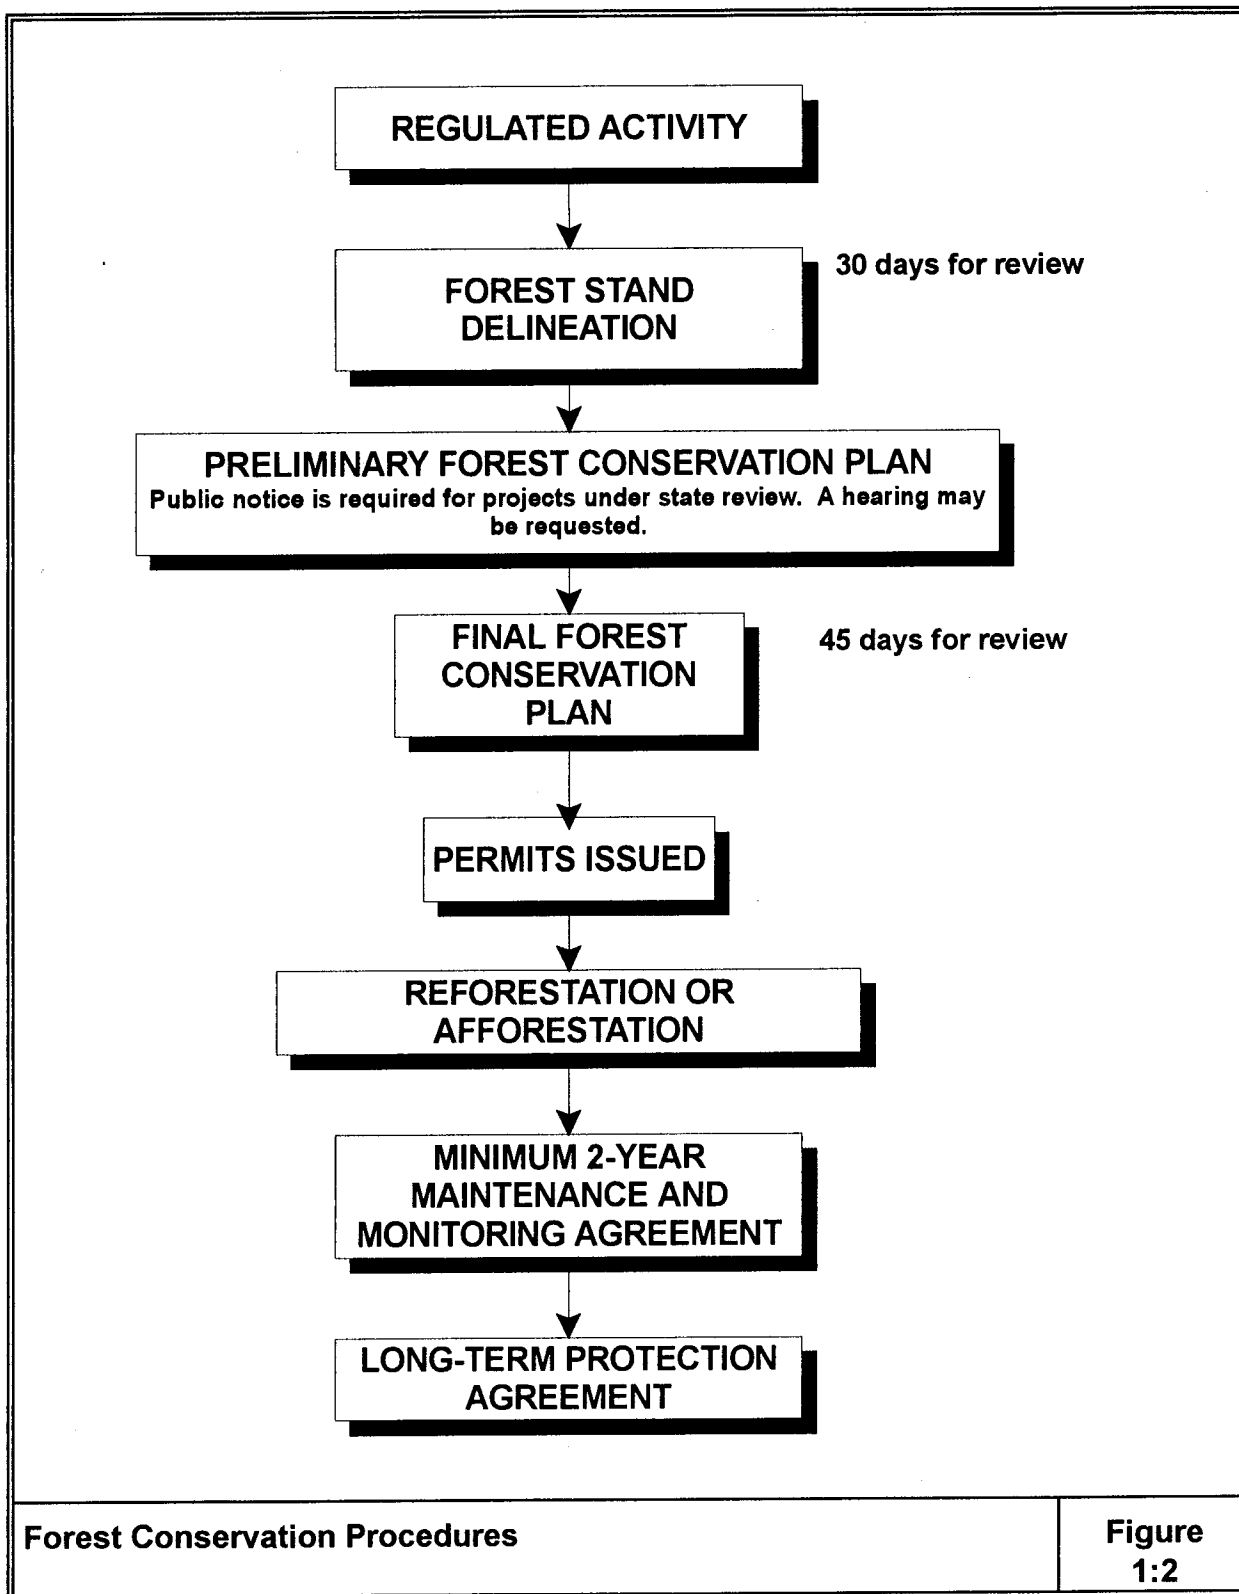 REGULATED ACTIVITY
FOREST STAND
DELINEATION
30 days for review
PRELIMINARY FOREST CONSERVATION PLAN
Public notice is required for projects under state review. A hearing may
be requested.
FINAL FOREST
CONSERVATION
PLAN
45 days for review
PERMITS ISSUED
REFORESTATION OR
AFFORESTATION
MINIMUM 2-YEAR
MAINTENANCE AND
MONITORING AGREEMENT
LONG-TERM PROTECTION
AGREEMENT
Forest Conservation Procedures
Figure
1:2